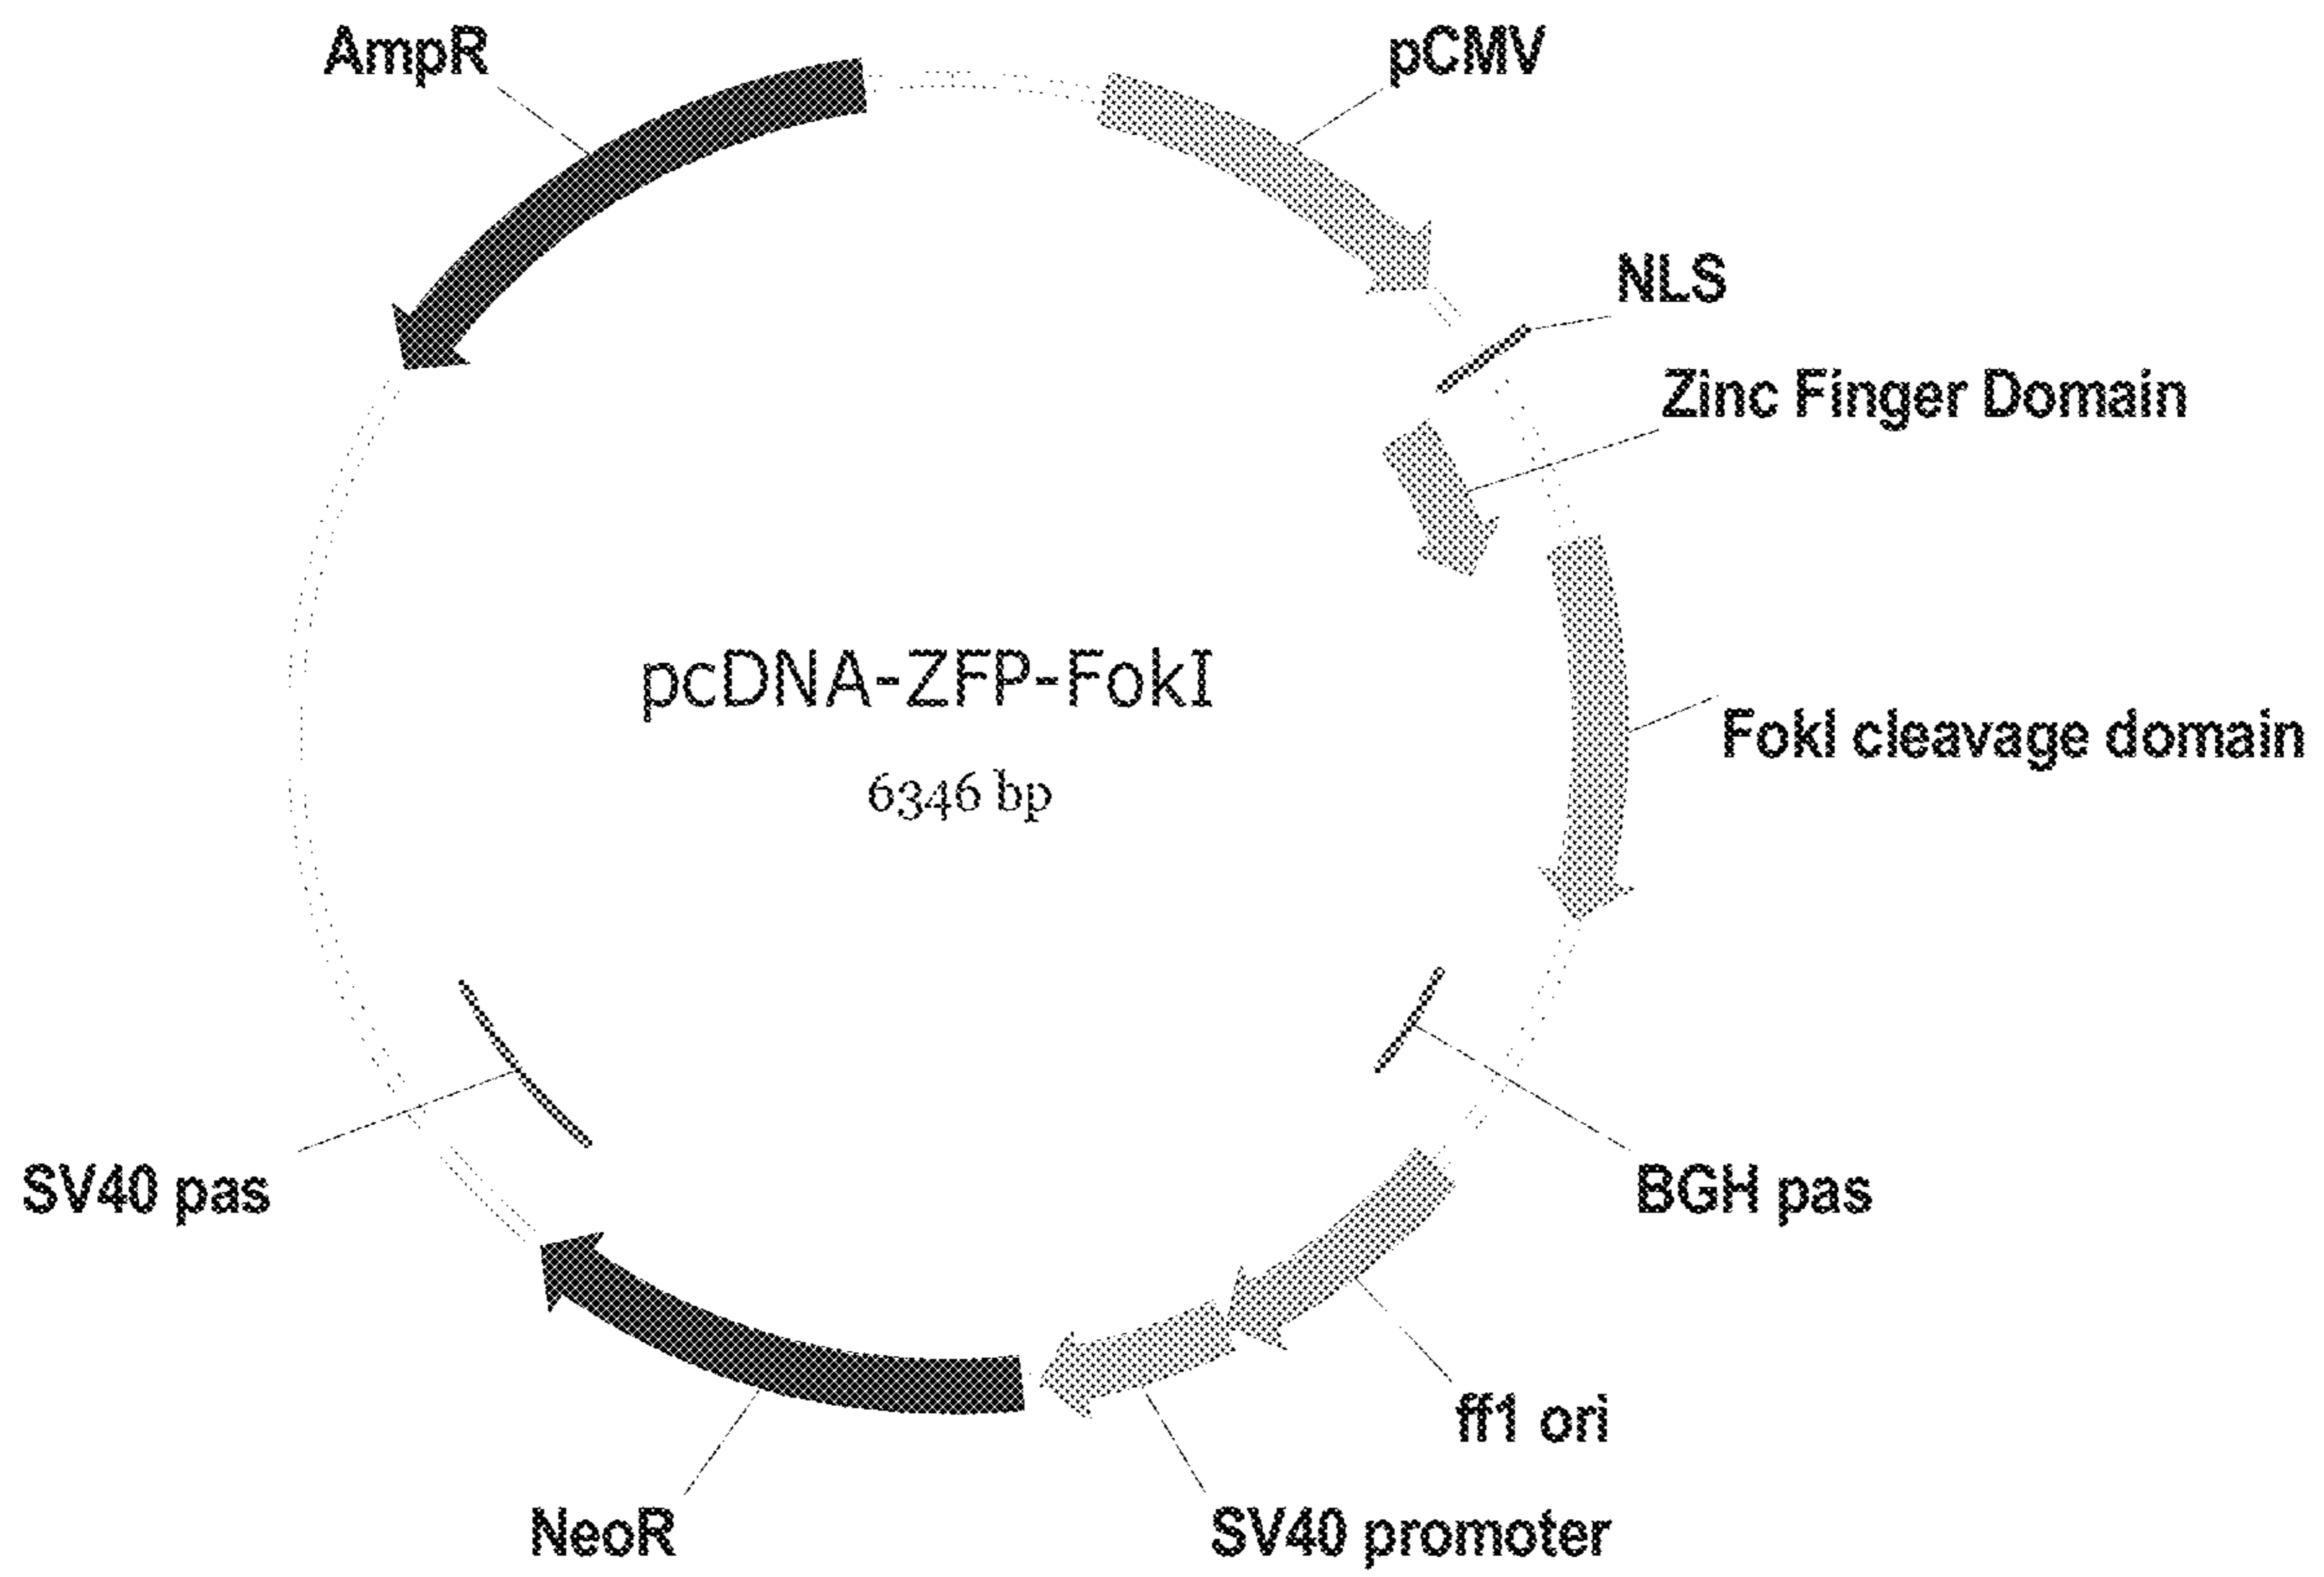 AmpR
pCMV
NLS
Zinc Finger Domain
pcDNA-ZFP-FokI
6346 bp
FokI cleavage domain
SV40 pas
BGH pas
ff1 ori
NeoR
SV40 promoter